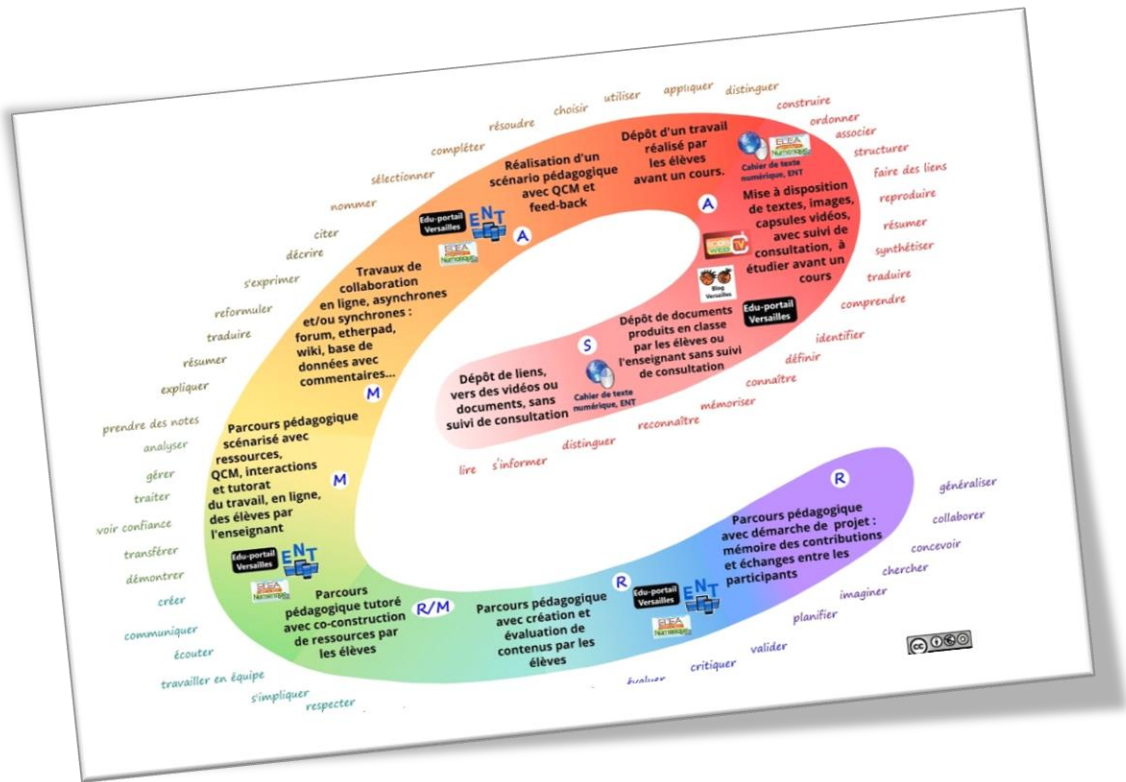 Dépôt de liens,
vers des vidéos ou
documents, sans
suivi de consultation
S
Cahier de texte
numérique, ENT
Dépôt de documents
produits en classe
par les élèves ou
l'enseignant sans suivi
de consultation
Edu-portail
Versailles
Blog
Versailles
Mise à disposition
de textes, images,
capsules vidéos,
avec suivi de
consultation, à
étudier avant un
cours
A
Cahier de texte
numérique, ENT
Dépôt d'un travail
réalisé par
les élèves
avant un cours.
Réalisation d'un
scénario pédagogique
avec QCM et
feed-back
A
Edu-portail
Versailles
ENT
Travaux de
collaboration
en ligne, asynchrones
et/ou synchrones :
forum, etherpad,
wiki, base de
données avec
commentaires...
M
Parcours pédagogique
scénarisé avec
ressources,
QCM, interactions
et tutorat
du travail, en ligne,
des élèves par
l'enseignant
M
Edu-portail
Versailles
ENT
Parcours
pédagogique tutoré
avec co-construction
de ressources par
les élèves
R/M
Parcours pédagogique
avec création et
évaluation de
contenus par les
élèves
R
Edu-portail
Versailles
ENT
Parcours pédagogique
avec démarche de projet :
mémoire des contributions
et échanges entre les
participants
R
lire
s'informer
distinguer
reconnaître
mémoriser
connaître
définir
identifier
comprendre
traduire
synthétiser
résumer
reproduire
faire des liens
structurer
associer
ordonner
construire
distinguer
appliquer
utiliser
choisir
résoudre
compléter
sélectionner
nommer
citer
décrire
s'exprimer
reformuler
traduire
résumer
expliquer
prendre des notes
analyser
gérer
traiter
voir confiance
transférer
démontrer
créer
communiquer
écouter
travailler en équipe
s'impliquer
respecter
évaluer
critiquer
valider
planifier
imaginer
chercher
concevoir
collaborer
généraliser
cc